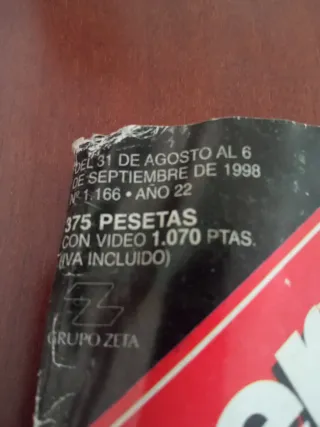 DEL 31 DE AGOSTO AL 6
DE SEPTIEMBRE DE 1998
Nº 1.166 • AÑO 22
375 PESETAS
CON VIDEO 1.070 PTAS.
(IVA INCLUIDO)
GRUPO ZETA